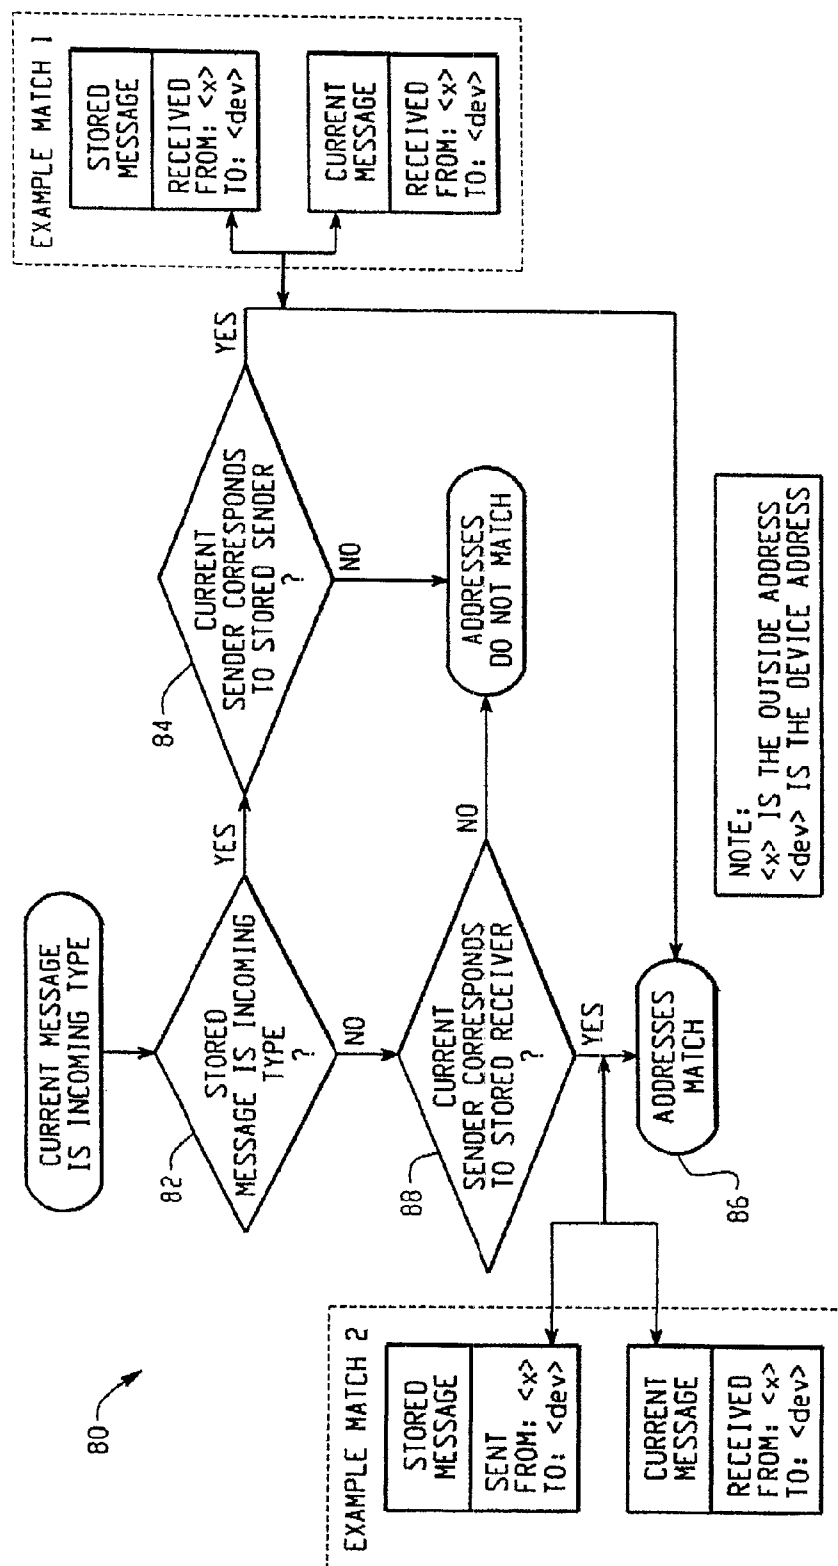 80
CURRENT MESSAGE
IS INCOMING TYPE
82
STORED
MESSAGE IS INCOMING
TYPE
?
YES
NO
84
CURRENT
SENDER CORRESPONDS
TO STORED SENDER
?
YES
NO
EXAMPLE MATCH 1
STORED
MESSAGE
RECEIVED
FROM: <x>
TO: <dev>
CURRENT
MESSAGE
RECEIVED
FROM: <x>
TO: <dev>
88
CURRENT
SENDER CORRESPONDS
TO STORED RECEIVER
?
NO
YES
ADDRESSES
DO NOT MATCH
EXAMPLE MATCH 2
STORED
MESSAGE
SENT
FROM: <x>
TO: <dev>
CURRENT
MESSAGE
RECEIVED
FROM: <x>
TO: <dev>
86
ADDRESSES
MATCH
NOTE:
<x> IS THE OUTSIDE ADDRESS
<dev> IS THE DEVICE ADDRESS